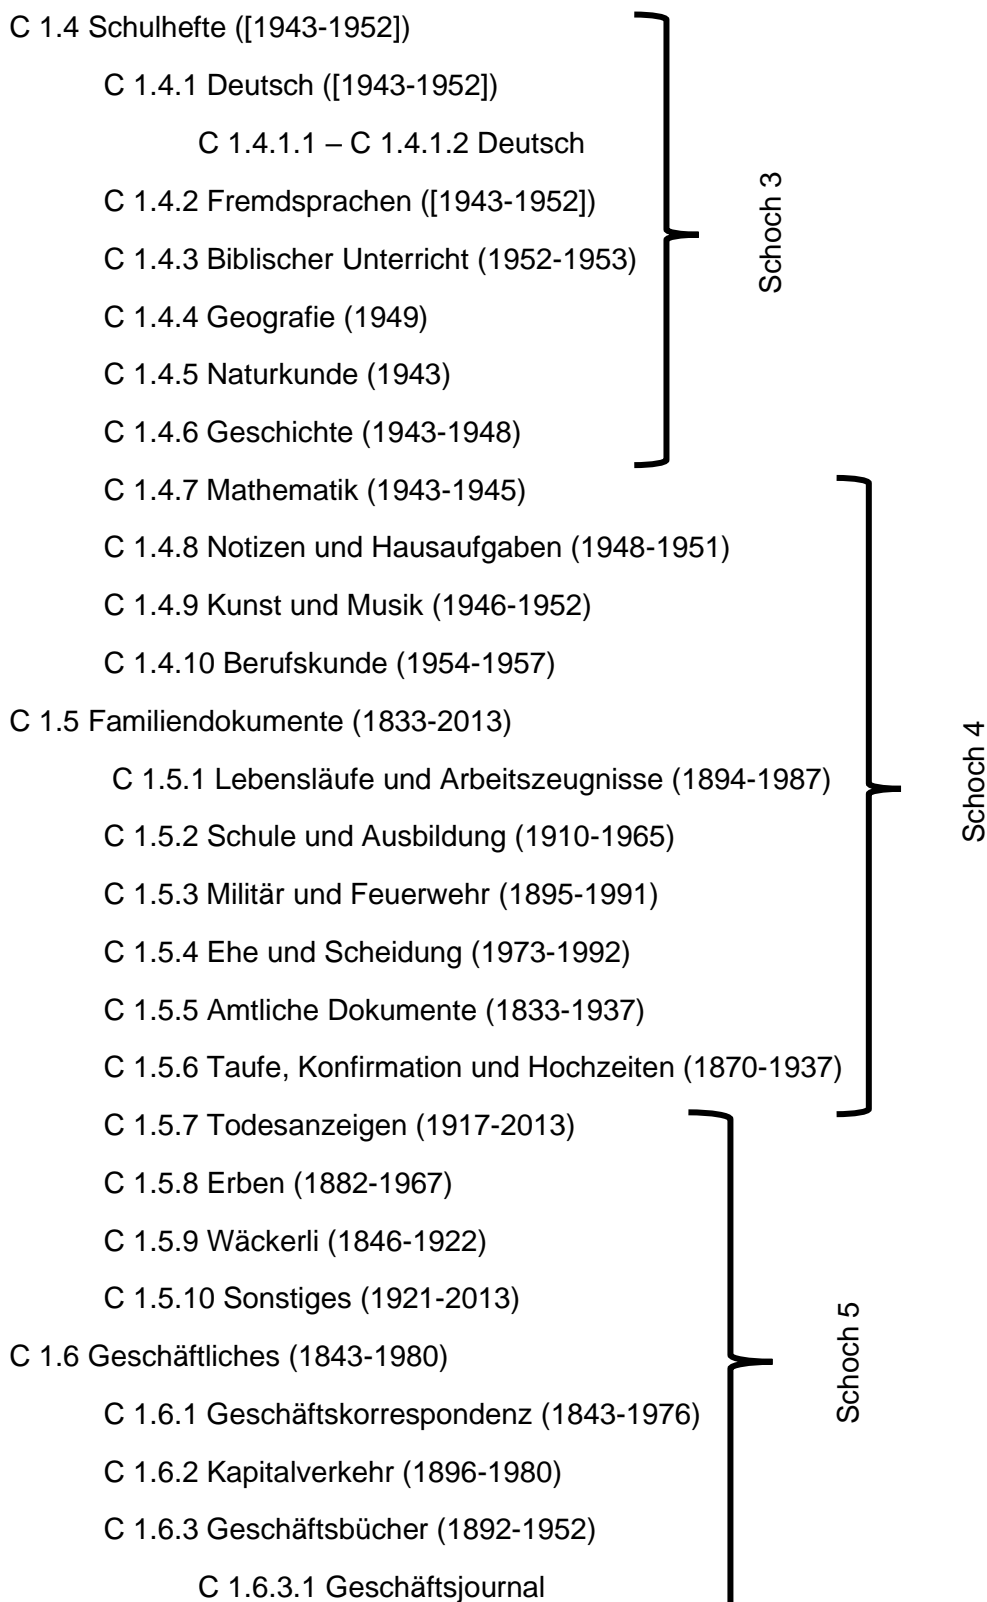 C 1.4 Schulhefte ([1943-1952])
C 1.4.1 Deutsch ([1943-1952])
C 1.4.1.1 – C 1.4.1.2 Deutsch
C 1.4.2 Fremdsprachen ([1943-1952])
C 1.4.3 Biblischer Unterricht (1952-1953)
C 1.4.4 Geografie (1949)
C 1.4.5 Naturkunde (1943)
C 1.4.6 Geschichte (1943-1948)
Schoch 3
C 1.4.7 Mathematik (1943-1945)
C 1.4.8 Notizen und Hausaufgaben (1948-1951)
C 1.4.9 Kunst und Musik (1946-1952)
C 1.4.10 Berufskunde (1954-1957)
C 1.5 Familiendokumente (1833-2013)
C 1.5.1 Lebensläufe und Arbeitszeugnisse (1894-1987)
C 1.5.2 Schule und Ausbildung (1910-1965)
C 1.5.3 Militär und Feuerwehr (1895-1991)
C 1.5.4 Ehe und Scheidung (1973-1992)
C 1.5.5 Amtliche Dokumente (1833-1937)
C 1.5.6 Taufe, Konfirmation und Hochzeiten (1870-1937)
Schoch 4
C 1.5.7 Todesanzeigen (1917-2013)
C 1.5.8 Erben (1882-1967)
C 1.5.9 Wäckerli (1846-1922)
C 1.5.10 Sonstiges (1921-2013)
C 1.6 Geschäftliches (1843-1980)
C 1.6.1 Geschäftskorrespondenz (1843-1976)
C 1.6.2 Kapitalverkehr (1896-1980)
C 1.6.3 Geschäftsbücher (1892-1952)
C 1.6.3.1 Geschäftsjournal
Schoch 5